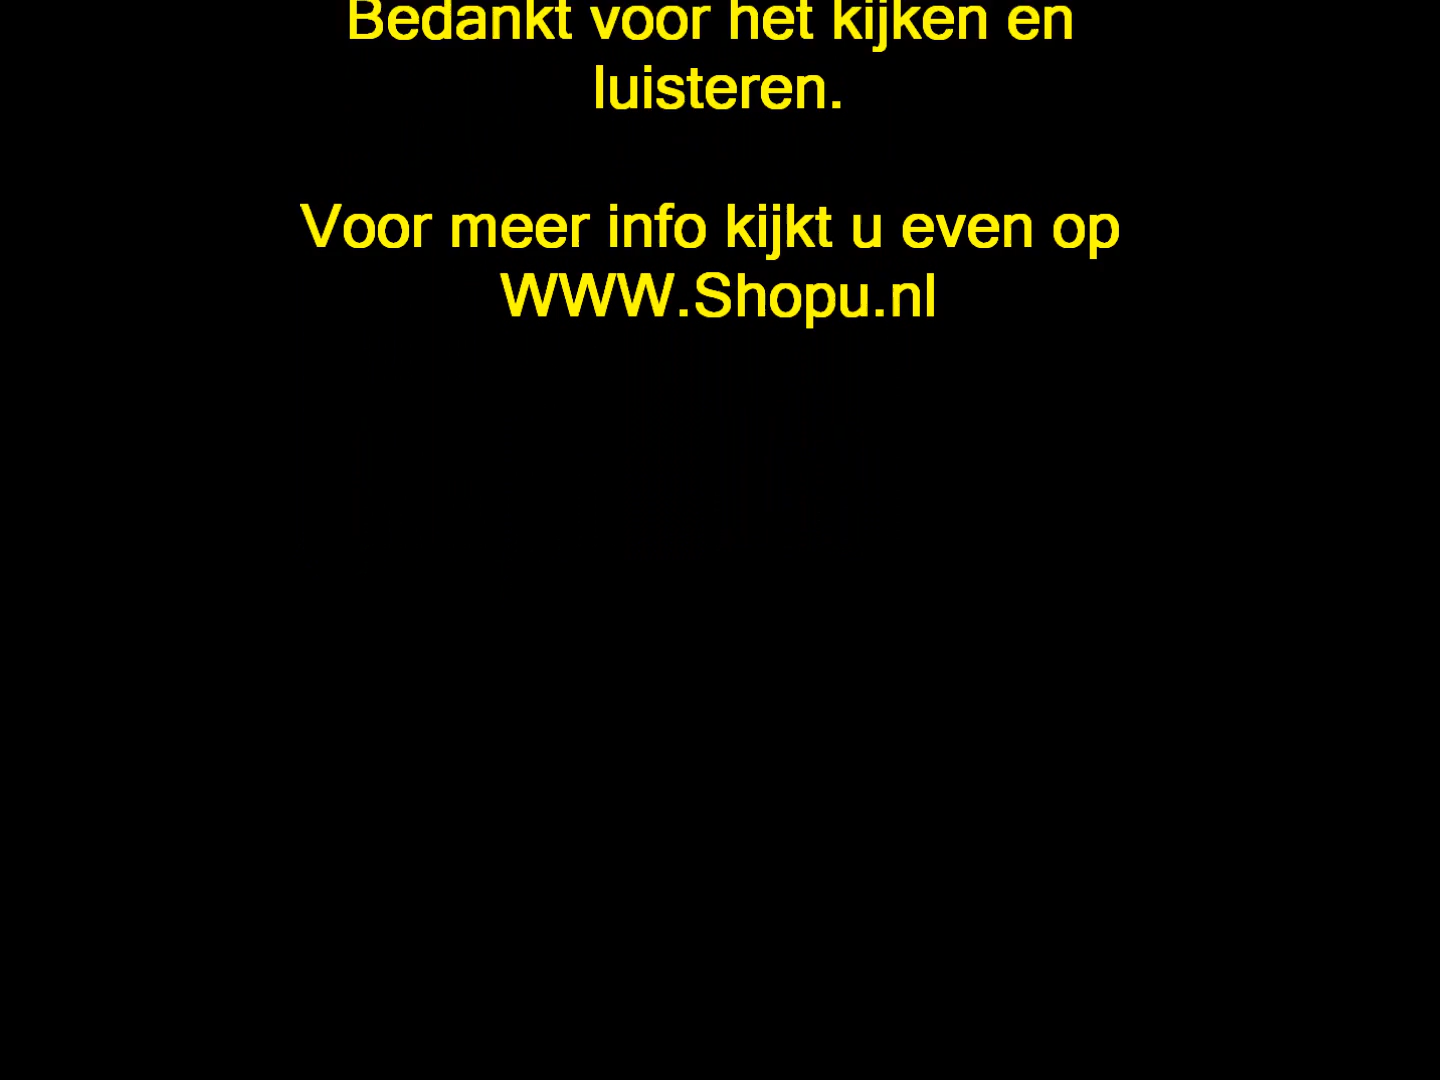 Bedankt voor het kijken en
luisteren.
Voor meer info kijkt u even op
WWW.Shopu.nl